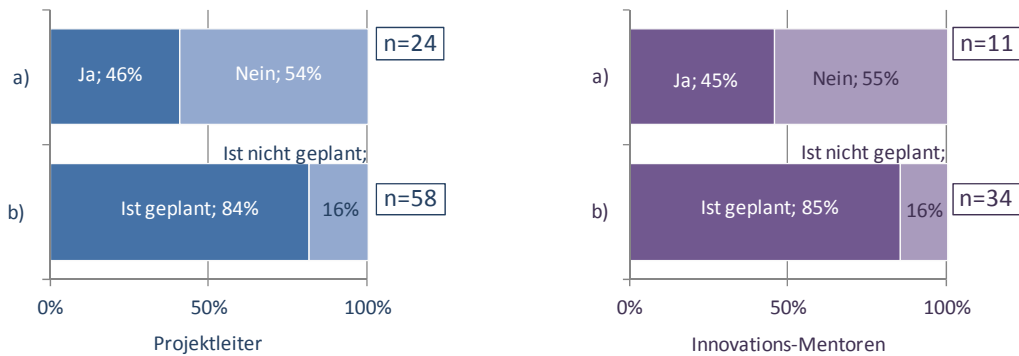 a)
Ja; 46%
Nein; 54%
n=24
Ist nicht geplant;
b)
Ist geplant; 84%
16%
n=58
0%
50%
100%
Projektleiter
a)
Ja; 45%
Nein; 55%
n=11
Ist nicht geplant;
b)
Ist geplant; 85%
16%
n=34
0%
50%
100%
Innovations-Mentoren